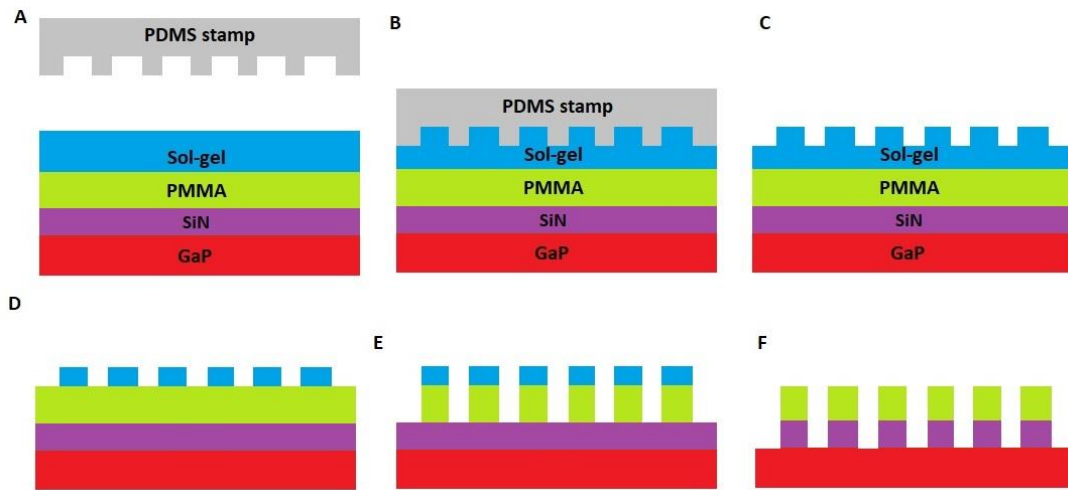 A
PDMS stamp
Sol-gel
PMMA
SiN
GaP
B
PDMS stamp
Sol-gel
PMMA
SiN
GaP
C
Sol-gel
PMMA
SiN
GaP
D
E
F